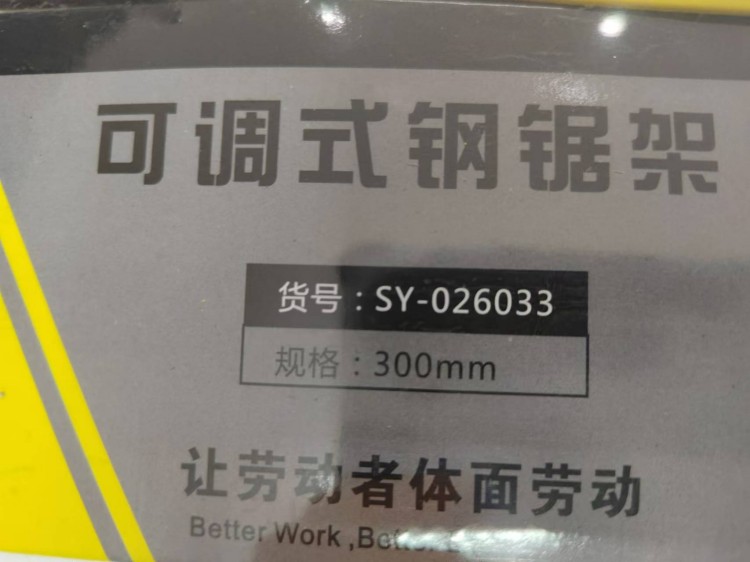 可调式钢锯架
货号：SY-026033
规格：300mm
让劳动者体面劳动
Better Work ,